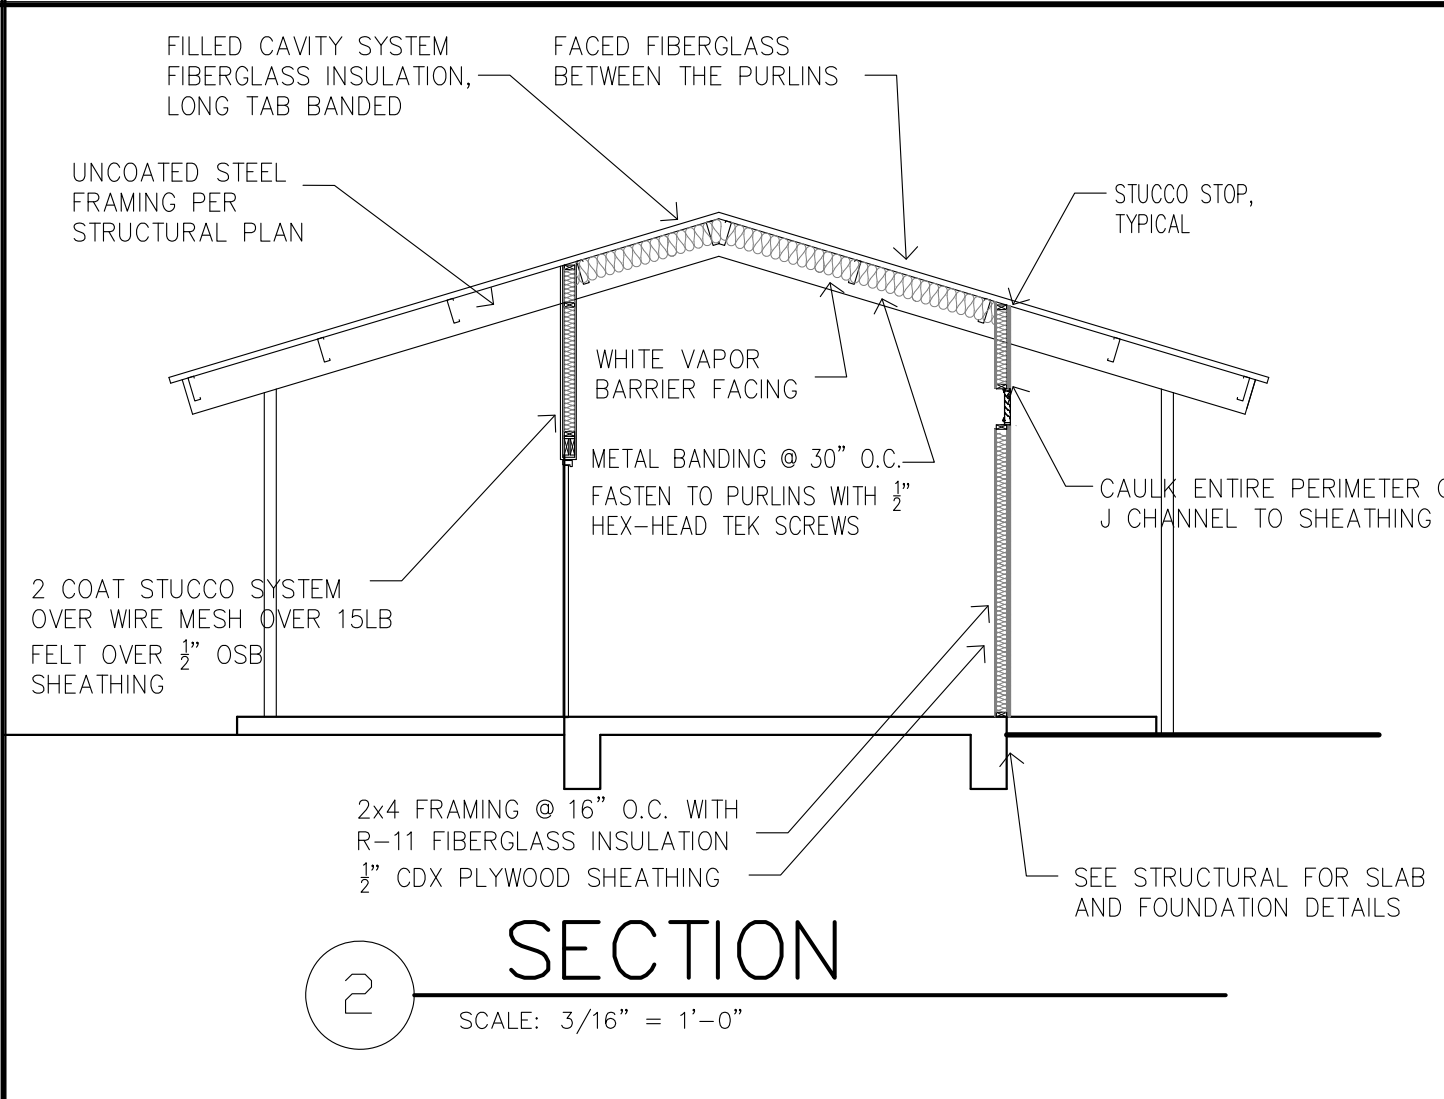 FILLED CAVITY SYSTEM
FIBERGLASS INSULATION,
LONG TAB BANDED
FACED FIBERGLASS
BETWEEN THE PURLINS
UNCOATED STEEL
FRAMING PER
STRUCTURAL PLAN
STUCCO STOP,
TYPICAL
WHITE VAPOR
BARRIER FACING
METAL BANDING @ 30" O.C.
FASTEN TO PURLINS WITH ½"
HEX-HEAD TEK SCREWS
CAULK ENTIRE PERIMETER
J CHANNEL TO SHEATHING
2 COAT STUCCO SYSTEM
OVER WIRE MESH OVER 15LB
FELT OVER ½" OSB
SHEATHING
2x4 FRAMING @ 16" O.C. WITH
R-11 FIBERGLASS INSULATION
½" CDX PLYWOOD SHEATHING
SEE STRUCTURAL FOR SLAB
AND FOUNDATION DETAILS
SECTION
2
SCALE: 3/16" = 1'-0"